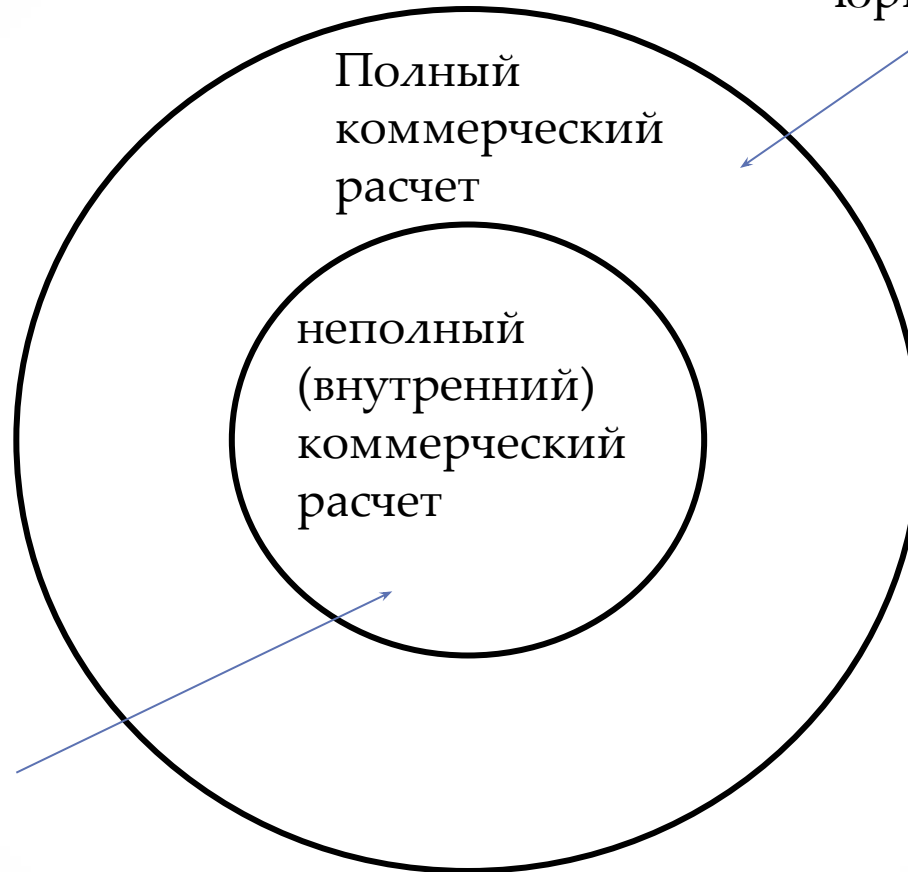 Полный
коммерческий
расчет
неполный
(внутренний)
коммерческий
расчет